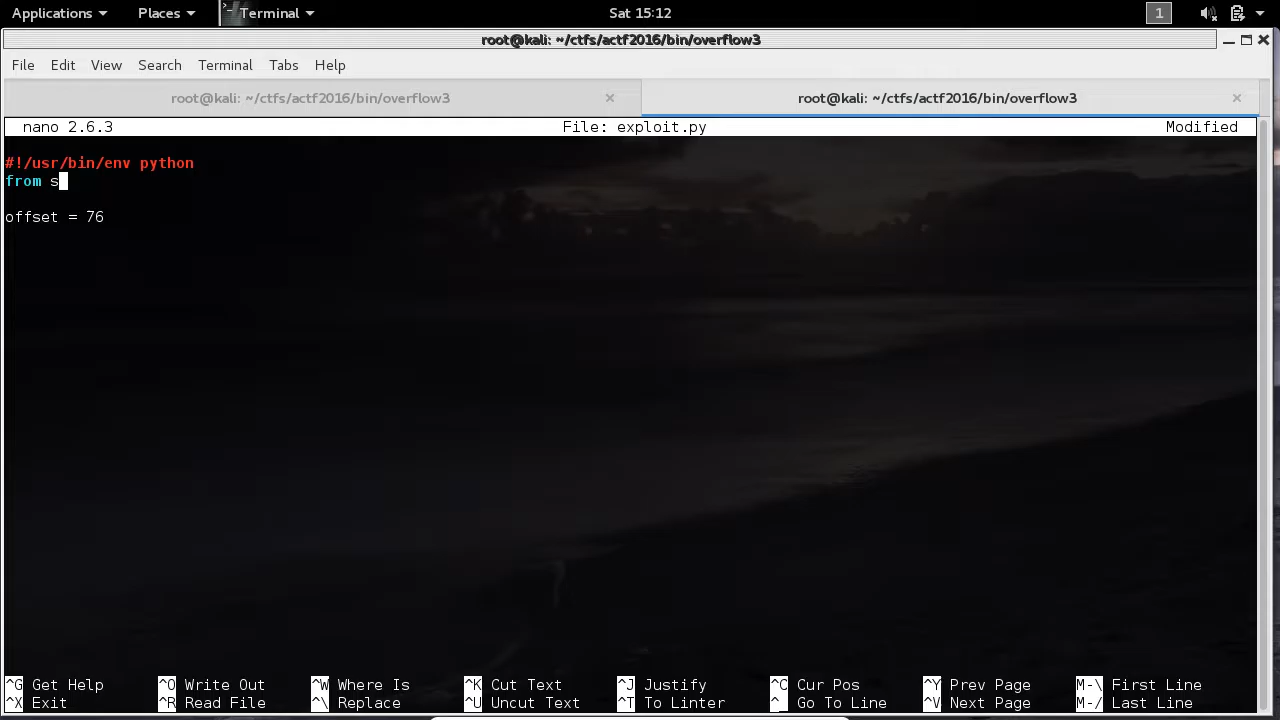 Applications Places Terminal Sat 15:12 1
root@kali: ~/ctfs/actf2016/bin/overflow3
File Edit View Search Terminal Tabs Help
root@kali: ~/ctfs/actf2016/bin/overflow3 × root@kali: ~/ctfs/actf2016/bin/overflow3 ×
nano 2.6.3 File: exploit.py Modified
#!/usr/bin/env python
from s
offset = 76
^G Get Help ^O Write Out ^W Where Is ^K Cut Text ^J Justify ^C Cur Pos ^Y Prev Page M-\ First Line
^X Exit ^R Read File ^\ Replace ^U Uncut Text ^T To Linter ^_ Go To Line ^V Next Page M-/ Last Line